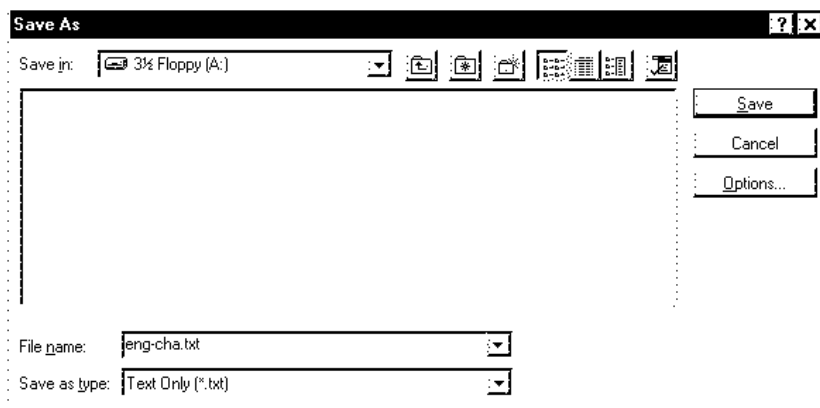 Save As
Save in: 3½ Floppy (A:)
Save
Cancel
Options...
File name: eng-cha.txt
Save as type: Text Only (*.txt)